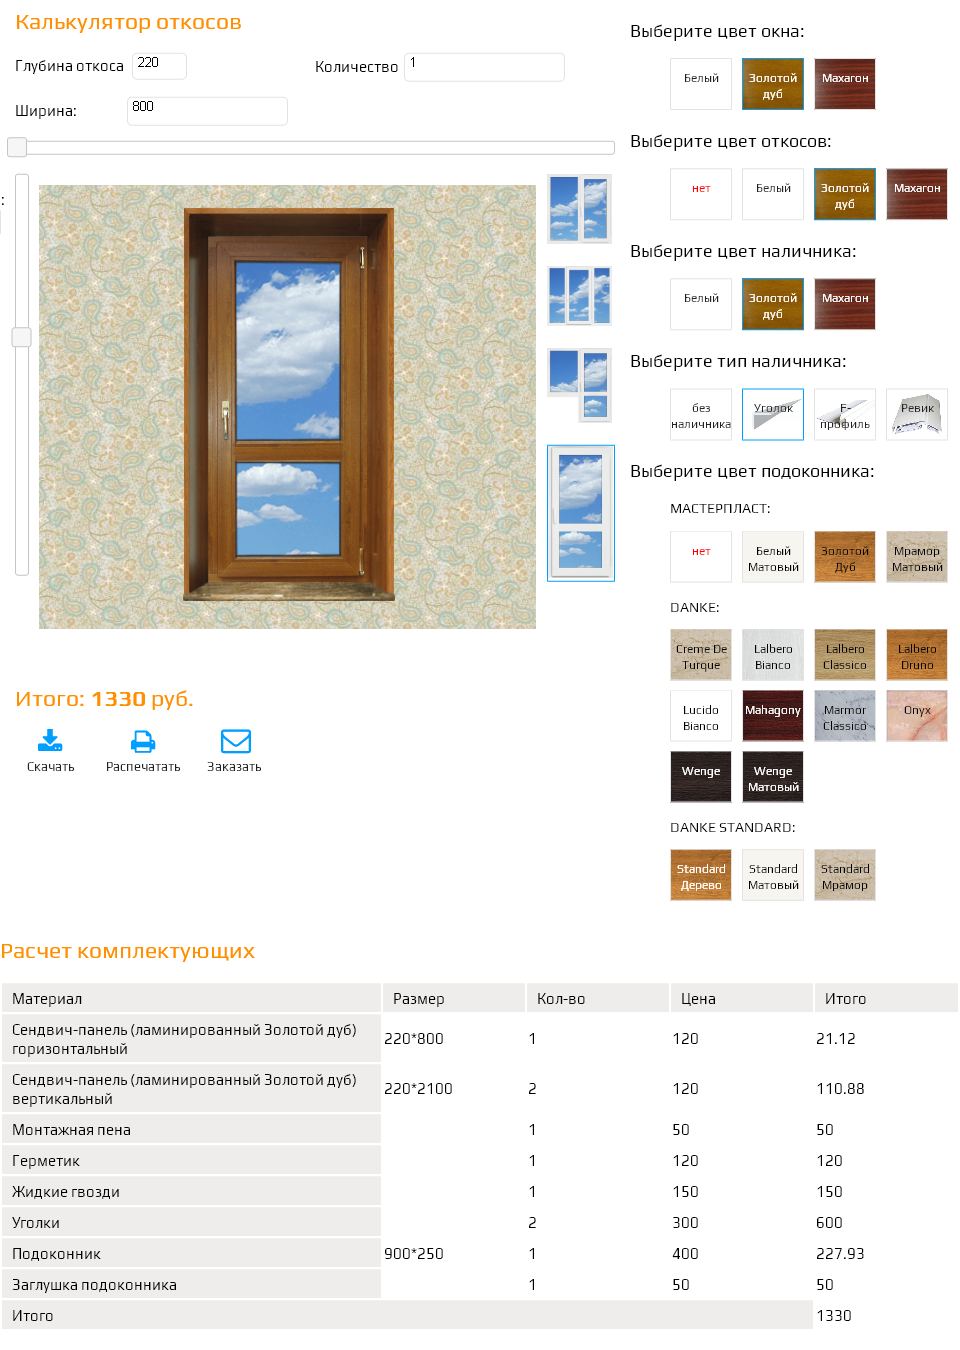 Калькулятор откосов
Глубина откоса 220
Количество 1
Ширина: 800
:
Итого: 1330 руб.
Скачать Распечатать Заказать
Выберите цвет окна:
Белый Золотой Махагон
дуб
Выберите цвет откосов:
нет Белый Золотой Махагон
дуб
Выберите цвет наличника:
Белый Золотой Махагон
дуб
Выберите тип наличника:
без Уголок F- Ревик
наличника профиль
Выберите цвет подоконника:
МАСТЕРПЛАСТ:
нет Белый Золотой Мрамор
Матовый Дуб Матовый
DANKE:
Creme De Lalbero Lalbero Lalbero
Turque Bianco Classico Druno
Lucido Mahagony Marmor Onyx
Bianco Classico
Wenge Wenge
Матовый
DANKE STANDARD:
Standard Standard Standard
Дерево Матовый Мрамор
Расчет комплектующих
Материал Размер Кол-во Цена Итого
Сендвич-панель (ламинированный Золотой дуб)
горизонтальный 220*800 1 120 21.12
Сендвич-панель (ламинированный Золотой дуб)
вертикальный 220*2100 2 120 110.88
Монтажная пена 1 50 50
Герметик 1 120 120
Жидкие гвозди 1 150 150
Уголки 2 300 600
Подоконник 900*250 1 400 227.93
Заглушка подоконника 1 50 50
Итого 1330